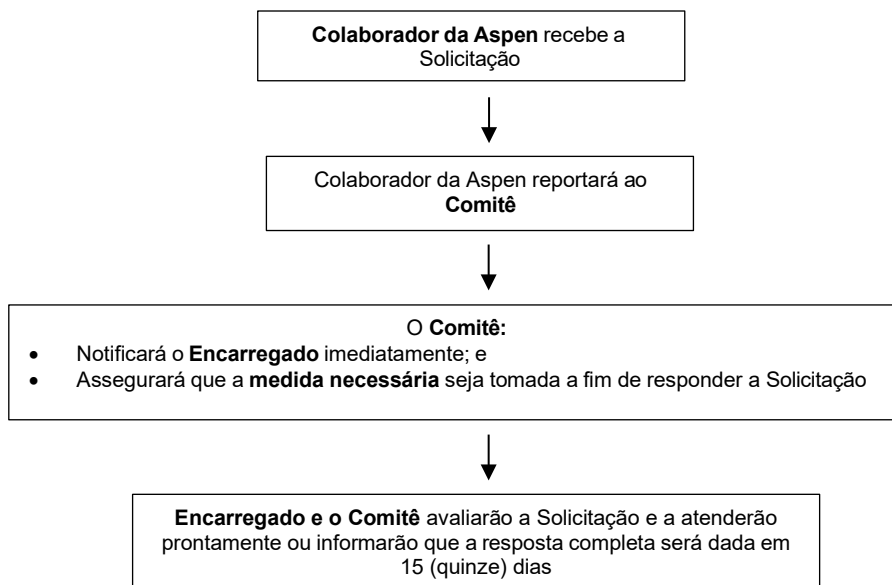 Colaborador da Aspen recebe a
Solicitação
Colaborador da Aspen reportará ao
Comitê
O Comitê:
• Notificará o Encarregado imediatamente; e
• Assegurará que a medida necessária seja tomada a fim de responder a Solicitação
Encarregado e o Comitê avaliarão a Solicitação e a atenderão
prontamente ou informarão que a resposta completa será dada em
15 (quinze) dias